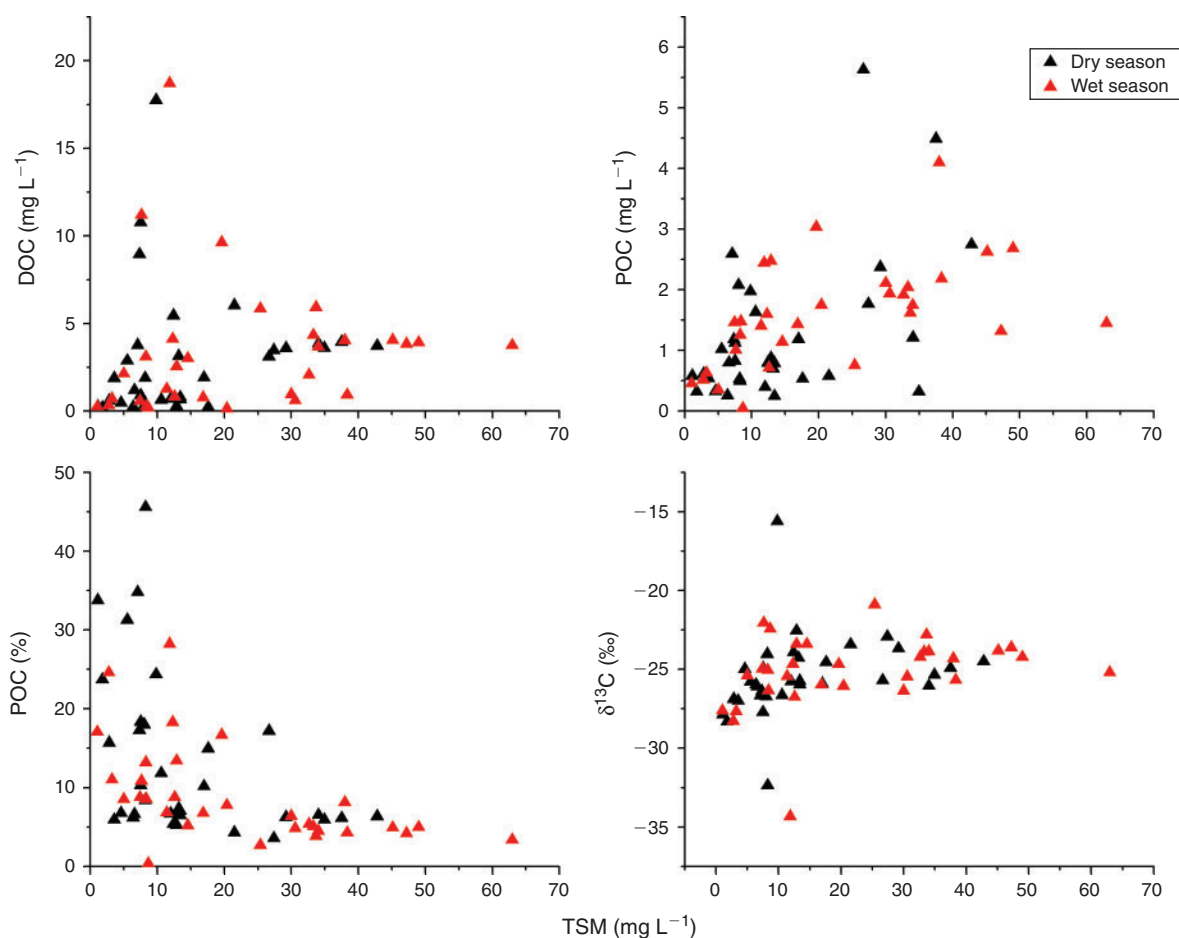 20
15
10
5
0
DOC (mg L−1)
0 10 20 30 40 50 60 70
6
5
4
3
2
1
0
POC (mg L−1)
0 10 20 30 40 50 60 70
Dry season
Wet season
50
40
30
20
10
0
POC (%)
0 10 20 30 40 50 60 70
−15
−20
−25
−30
−35
δ13C (‰)
0 10 20 30 40 50 60 70
TSM (mg L−1)